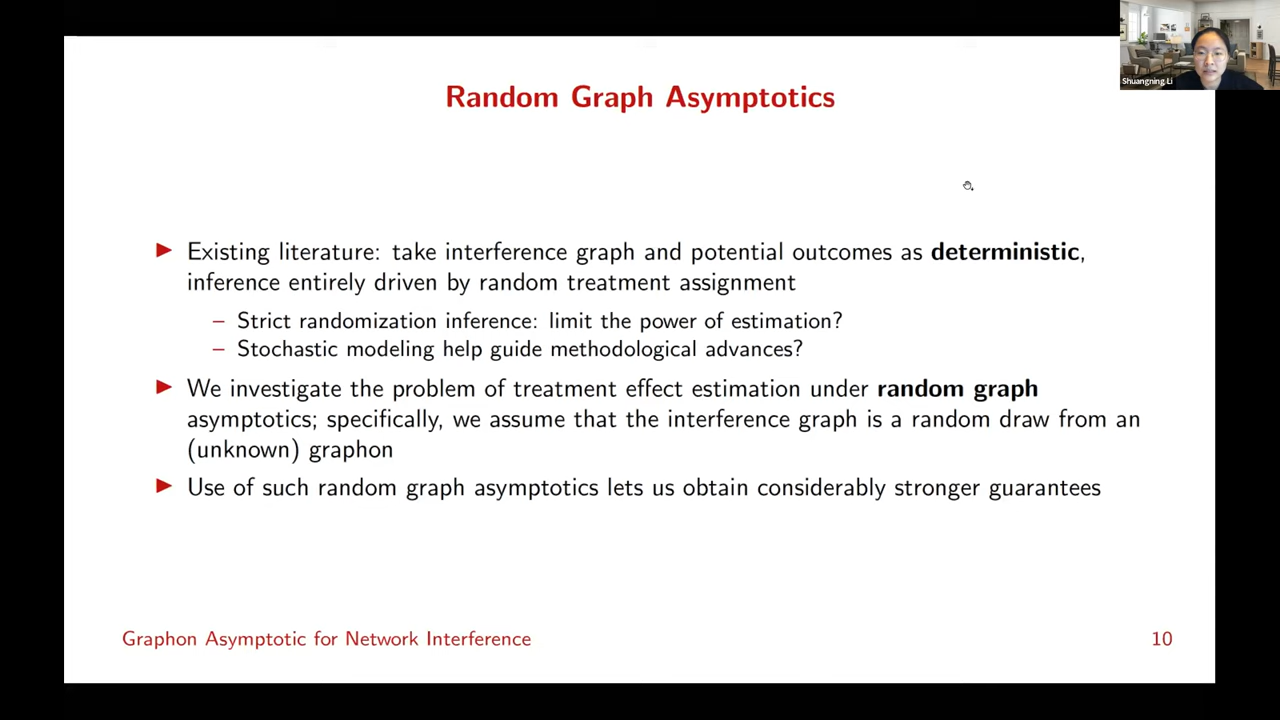 Shuangning Li
Random Graph Asymptotics
► Existing literature: take interference graph and potential outcomes as deterministic,
inference entirely driven by random treatment assignment
– Strict randomization inference: limit the power of estimation?
– Stochastic modeling help guide methodological advances?
► We investigate the problem of treatment effect estimation under random graph
asymptotics; specifically, we assume that the interference graph is a random draw from an
(unknown) graphon
► Use of such random graph asymptotics lets us obtain considerably stronger guarantees
Graphon Asymptotic for Network Interference
10